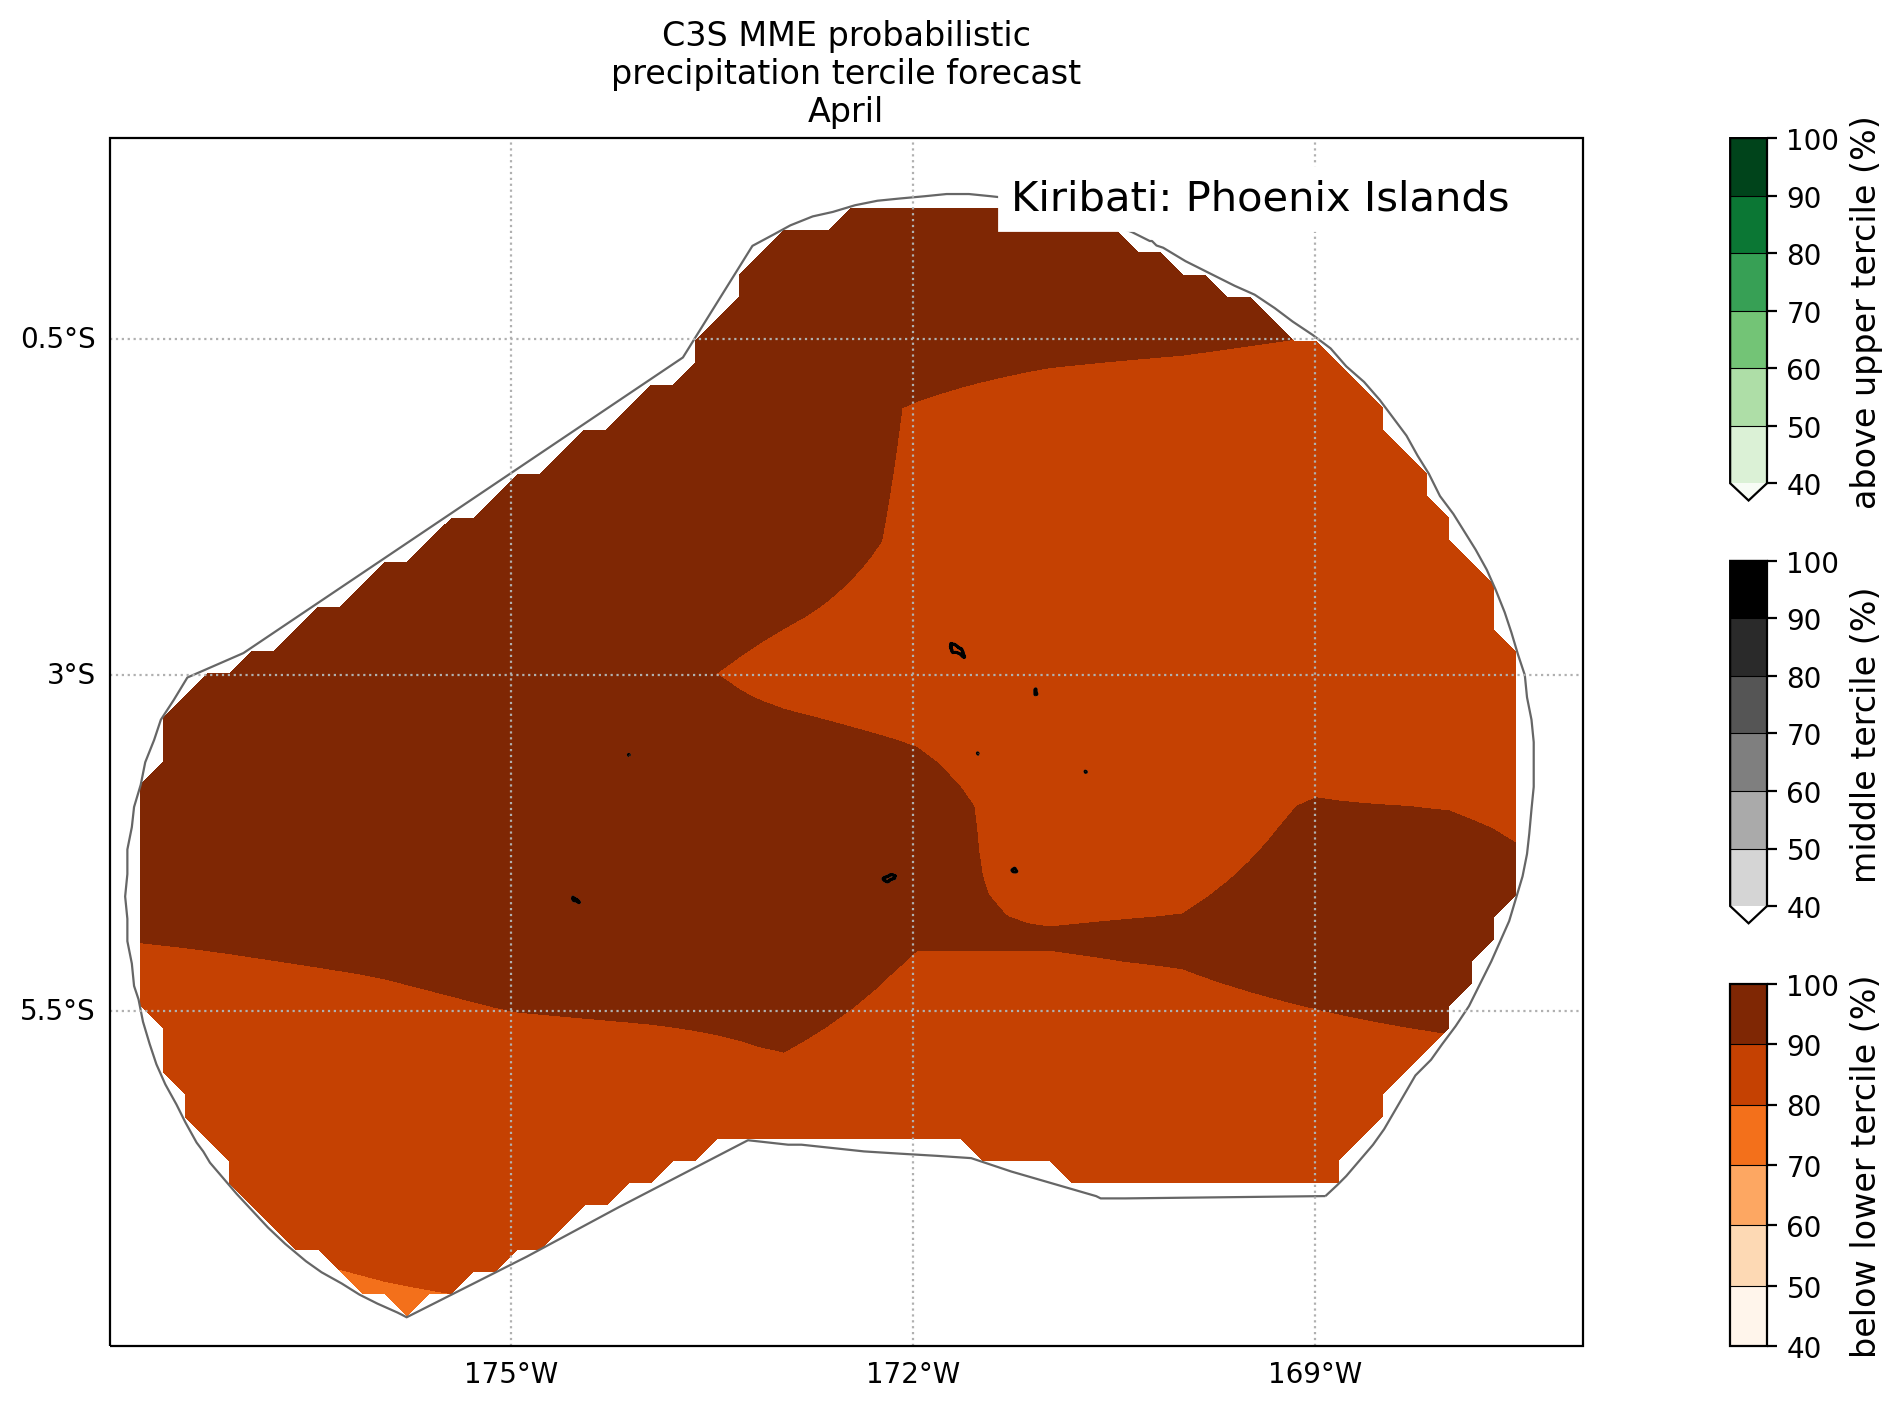 C3S MME probabilistic
precipitation tercile forecast
April
Kiribati: Phoenix Islands
0.5°S
3°S
5.5°S
175°W
172°W
169°W
100
90
80
70
60
50
40
above upper tercile (%)
100
90
80
70
60
50
40
middle tercile (%)
100
90
80
70
60
50
40
below lower tercile (%)